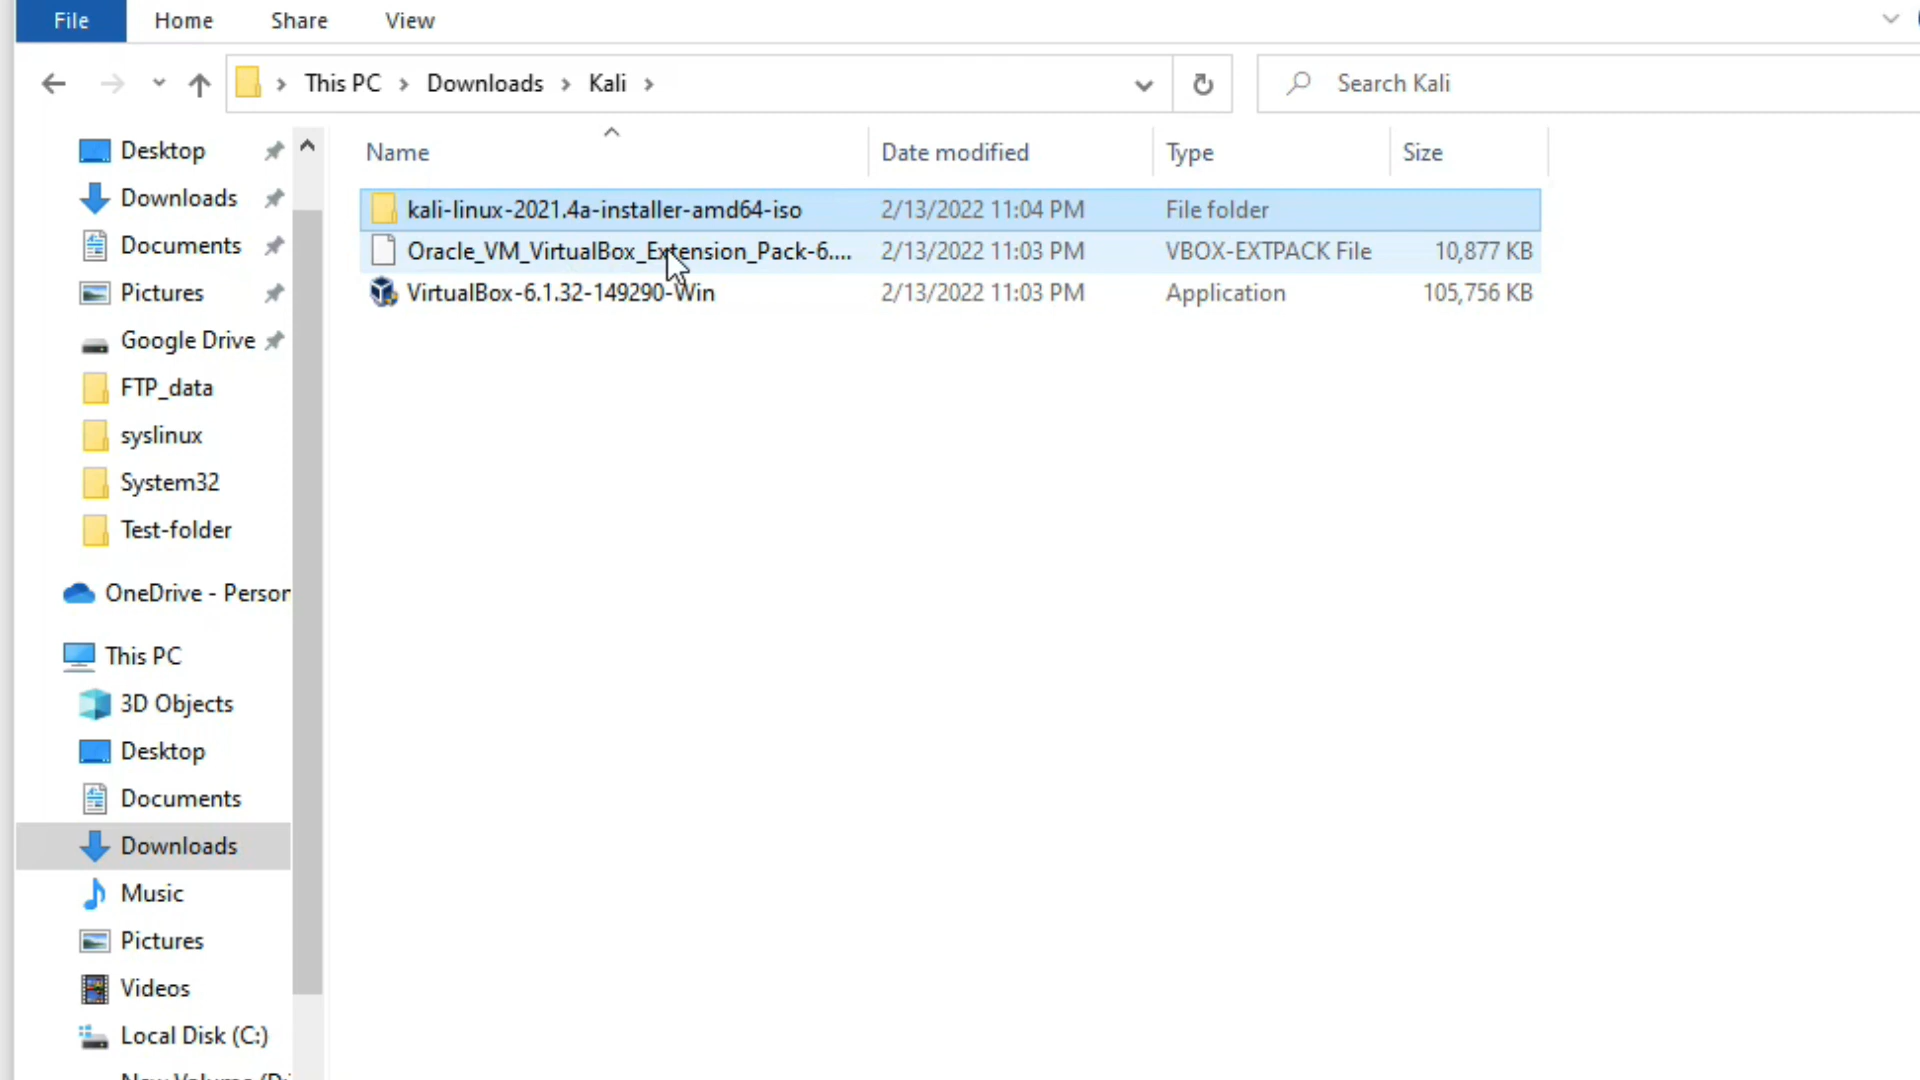 File Home Share View
This PC > Downloads > Kali > Search Kali
Name Date modified Type Size
kali-linux-2021.4a-installer-amd64-iso 2/13/2022 11:04 PM File folder
Oracle_VM_VirtualBox_Extension_Pack-6.... 2/13/2022 11:03 PM VBOX-EXTPACK File 10,877 KB
VirtualBox-6.1.32-149290-Win 2/13/2022 11:03 PM Application 105,756 KB
Desktop
Downloads
Documents
Pictures
Google Drive
FTP_data
syslinux
System32
Test-folder
OneDrive - Person
This PC
3D Objects
Desktop
Documents
Downloads
Music
Pictures
Videos
Local Disk (C:)